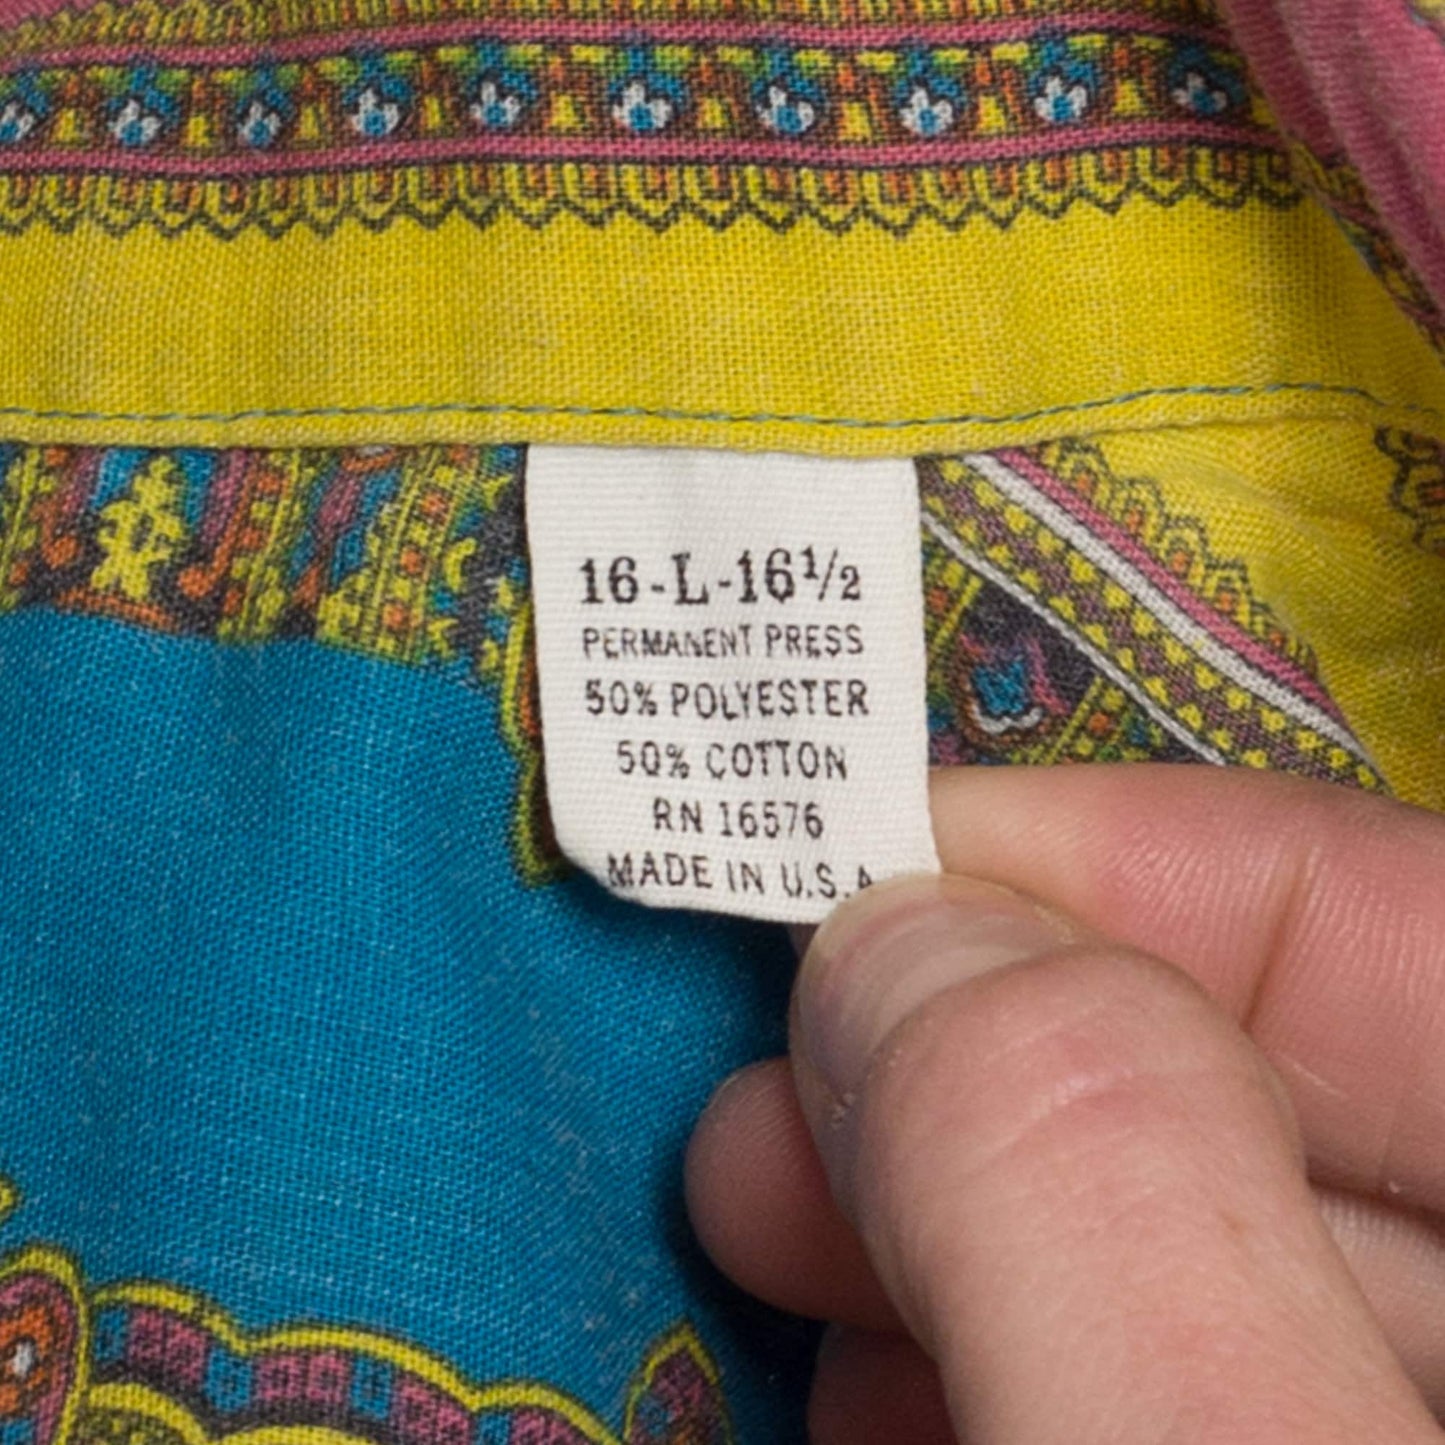 16-L-16½
PERMANENT PRESS
50% POLYESTER
50% COTTON
RN 16576
MADE IN U.S.A